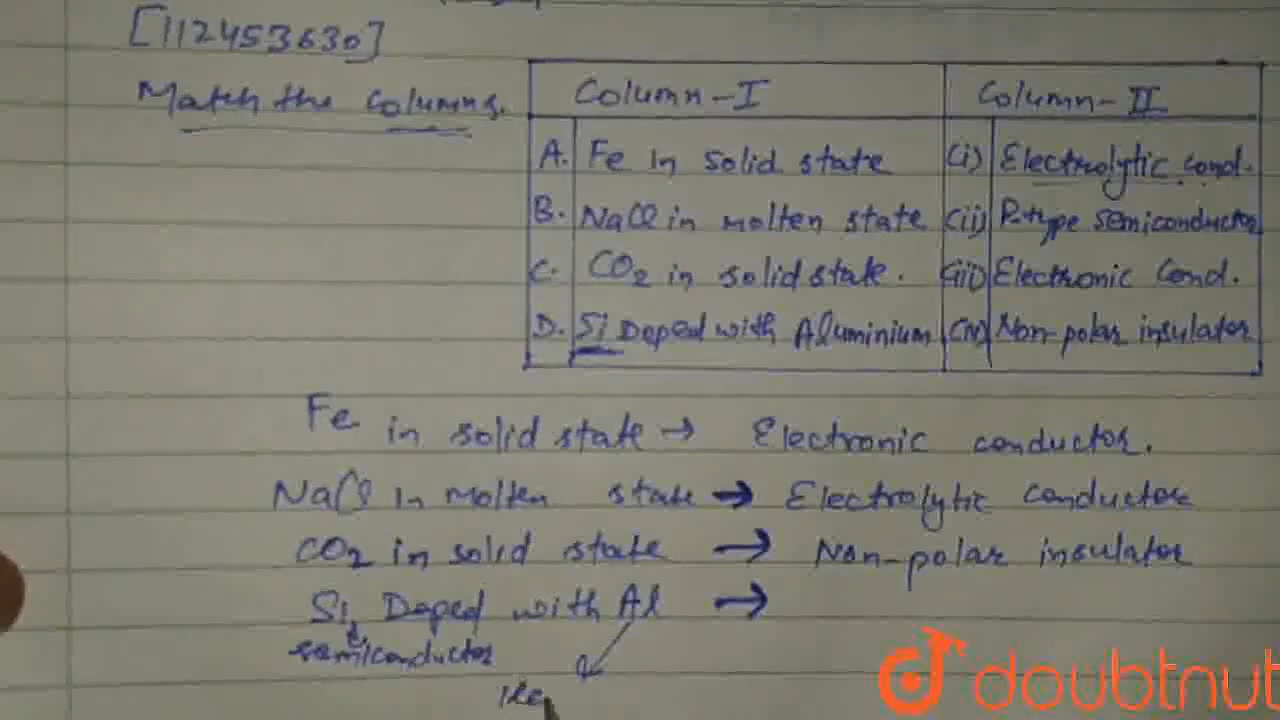 [112453630]
Match the columns.
Column-I Column-II
A. Fe in solid state (i) Electrolytic cond.
B. NaCl in molten state (ii) P-type semiconductor
C. CO2 in solid state. (iii) Electronic Cond.
D. Si Doped with Aluminium (iv) Non-polar insulator
Fe in solid state → Electronic conductor.
NaCl in molten state → Electrolytic conductor
CO2 in solid state → Non-polar insulator
Si Doped with Al →
semiconductor
doubtnut